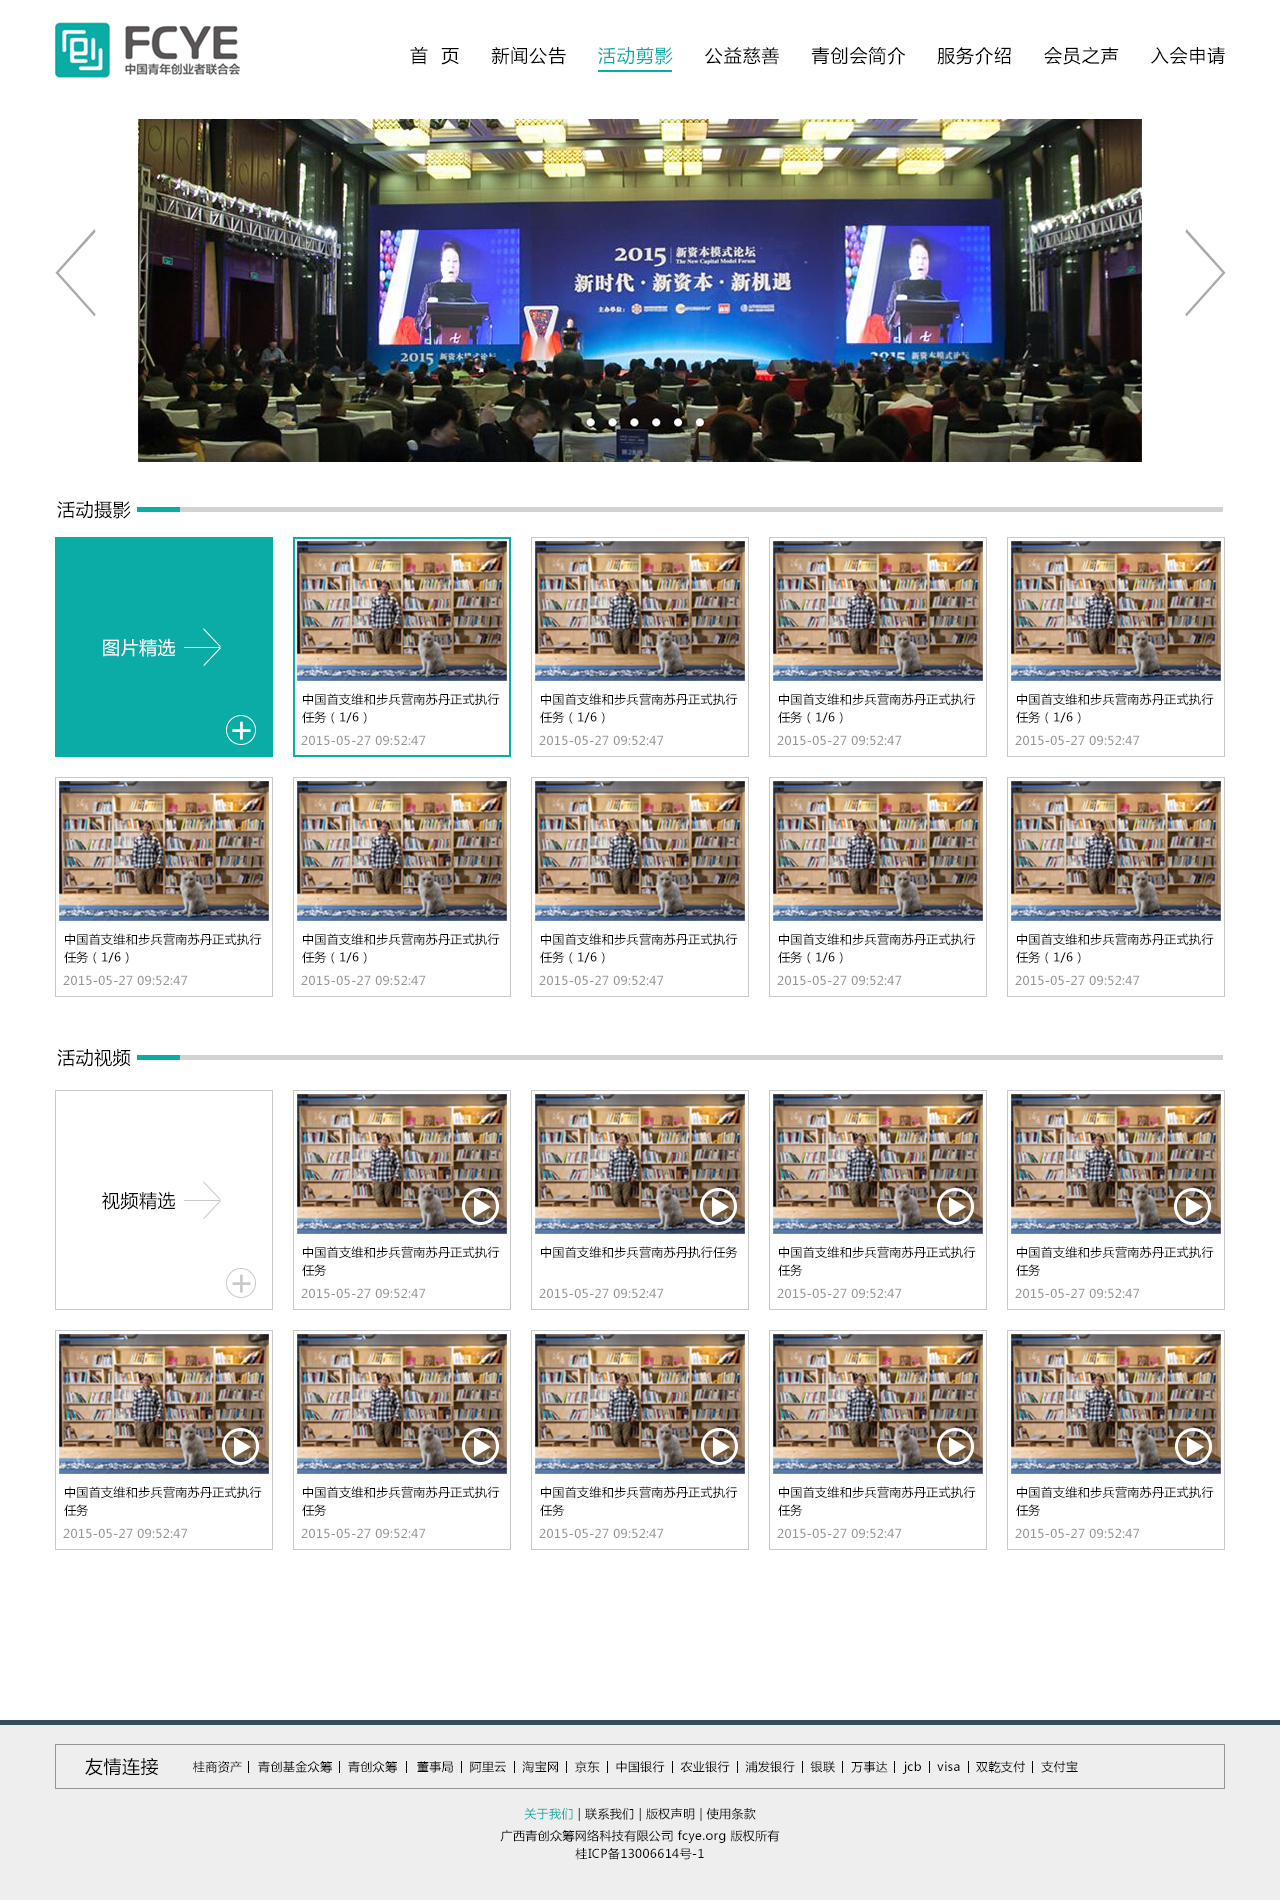 FCYE
中国青年创业者联合会
首 页 新闻公告 活动剪影 公益慈善 青创会简介 服务介绍 会员之声 入会申请
2015 新资本模式论坛
The New Capital Model Forum
新时代·新资本·新机遇
主办单位:
2015 新资本模式论坛
2015 新资本模式论坛
活动摄影
图片精选
中国首支维和步兵营南苏丹正式执行
任务(1/6)
2015-05-27 09:52:47
中国首支维和步兵营南苏丹正式执行
任务(1/6)
2015-05-27 09:52:47
中国首支维和步兵营南苏丹正式执行
任务(1/6)
2015-05-27 09:52:47
中国首支维和步兵营南苏丹正式执行
任务(1/6)
2015-05-27 09:52:47
中国首支维和步兵营南苏丹正式执行
任务(1/6)
2015-05-27 09:52:47
中国首支维和步兵营南苏丹正式执行
任务(1/6)
2015-05-27 09:52:47
中国首支维和步兵营南苏丹正式执行
任务(1/6)
2015-05-27 09:52:47
中国首支维和步兵营南苏丹正式执行
任务(1/6)
2015-05-27 09:52:47
中国首支维和步兵营南苏丹正式执行
任务(1/6)
2015-05-27 09:52:47
活动视频
视频精选
中国首支维和步兵营南苏丹正式执行
任务
2015-05-27 09:52:47
中国首支维和步兵营南苏丹执行任务
2015-05-27 09:52:47
中国首支维和步兵营南苏丹正式执行
任务
2015-05-27 09:52:47
中国首支维和步兵营南苏丹正式执行
任务
2015-05-27 09:52:47
中国首支维和步兵营南苏丹正式执行
任务
2015-05-27 09:52:47
中国首支维和步兵营南苏丹正式执行
任务
2015-05-27 09:52:47
中国首支维和步兵营南苏丹正式执行
任务
2015-05-27 09:52:47
中国首支维和步兵营南苏丹正式执行
任务
2015-05-27 09:52:47
中国首支维和步兵营南苏丹正式执行
任务
2015-05-27 09:52:47
友情连接 桂商资产 | 青创基金众筹 | 青创众筹 | 董事局 | 阿里云 | 淘宝网 | 京东 | 中国银行 | 农业银行 | 浦发银行 | 银联 | 万事达 | jcb | visa | 双乾支付 | 支付宝
关于我们 | 联系我们 | 版权声明 | 使用条款
广西青创众筹网络科技有限公司 fcye.org 版权所有
桂ICP备13006614号-1